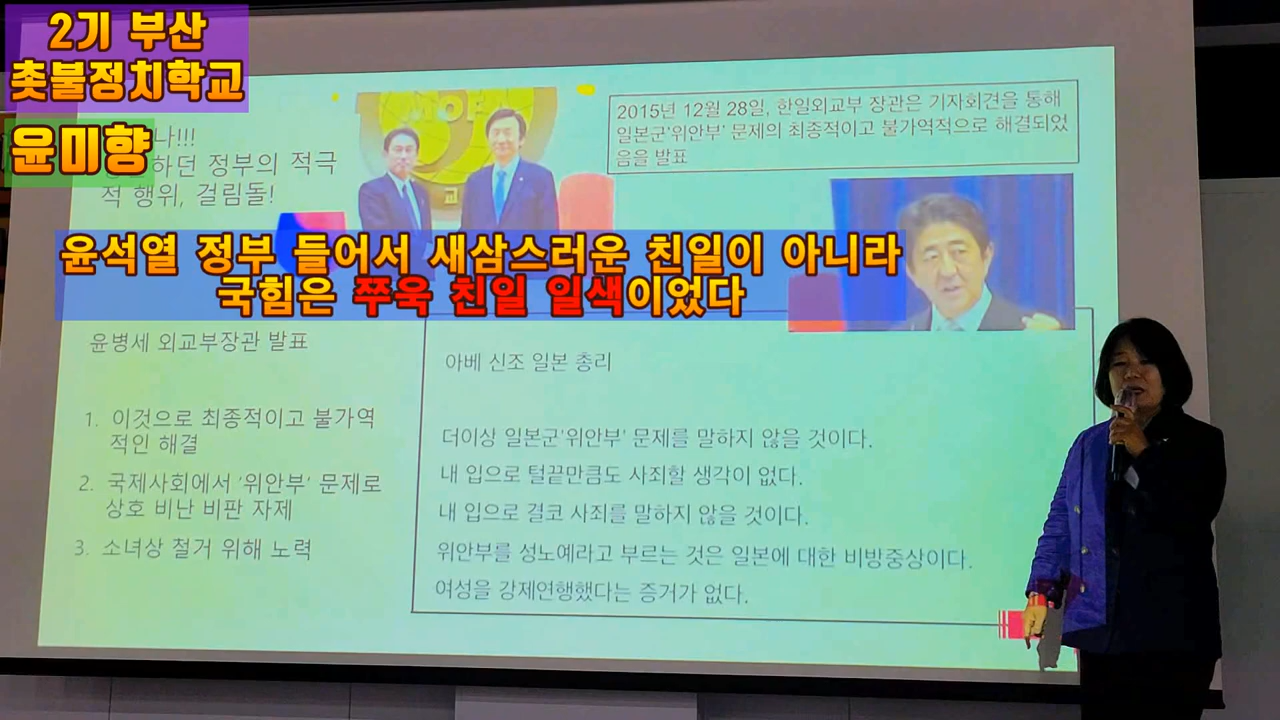 2기 부산
촛불정치학교
윤미향
나!!!
하던 정부의 적극
적 행위, 걸림돌!
2015년 12월 28일, 한일외교부 장관은 기자회견을 통해
일본군'위안부' 문제의 최종적이고 불가역적으로 해결되었
음을 발표
윤석열 정부 들어서 새삼스러운 친일이 아니라
국힘은 쭈욱 친일 일색이었다
윤병세 외교부장관 발표
1. 이것으로 최종적이고 불가역
적인 해결
2. 국제사회에서 '위안부' 문제로
상호 비난 비판 자제
3. 소녀상 철거 위해 노력
아베 신조 일본 총리
더이상 일본군'위안부' 문제를 말하지 않을 것이다.
내 입으로 털끝만큼도 사죄할 생각이 없다.
내 입으로 결코 사죄를 말하지 않을 것이다.
위안부를 성노예라고 부르는 것은 일본에 대한 비방중상이다.
여성을 강제연행했다는 증거가 없다.